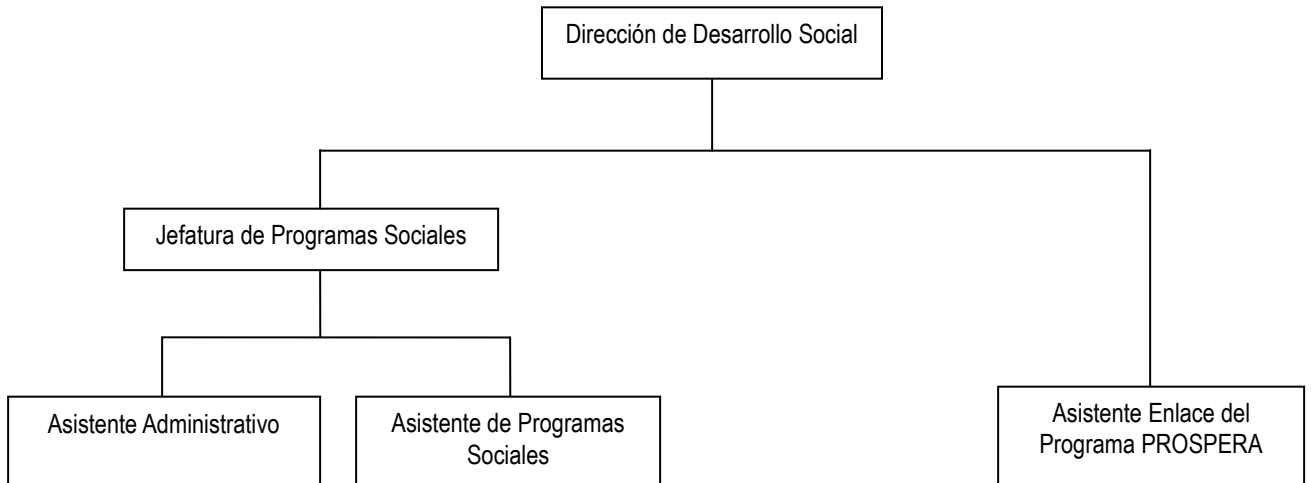 Dirección de Desarrollo Social
Jefatura de Programas Sociales
Asistente Administrativo
Asistente de Programas
Sociales
Asistente Enlace del
Programa PROSPERA